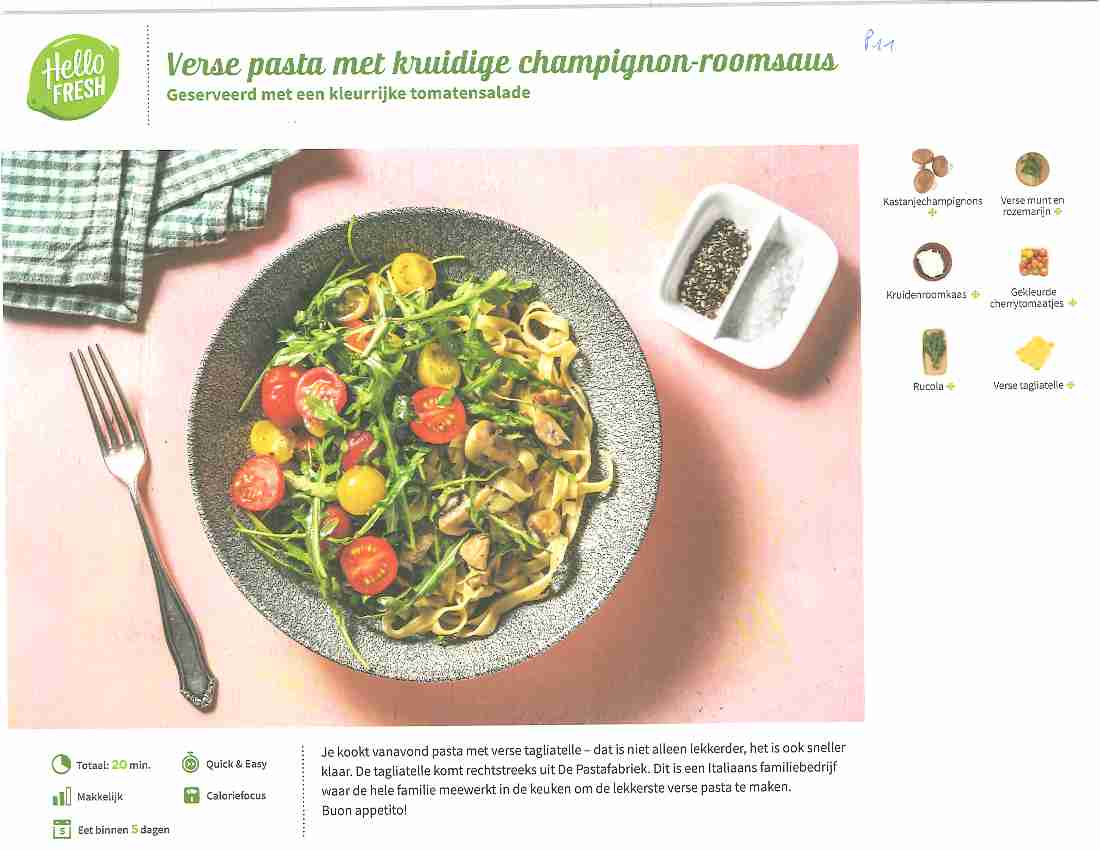 Hello
FRESH
Verse pasta met kruidige champignon-roomsaus
P11
Geserveerd met een kleurrijke tomatensalade
Kastanjechampignons
Verse munt en
rozemarijn
Kruidenroomkaas
Gekleurde
cherrytomaatjes
Rucola
Verse tagliatelle
Totaal: 20 min.
Quick & Easy
Makkelijk
Caloriefocus
5
Eet binnen 5 dagen
Je kookt vanavond pasta met verse tagliatelle – dat is niet alleen lekkerder, het is ook sneller
klaar. De tagliatelle komt rechtstreeks uit De Pastafabriek. Dit is een Italiaans familiebedrijf
waar de hele familie meewerkt in de keuken om de lekkerste verse pasta te maken.
Buon appetito!